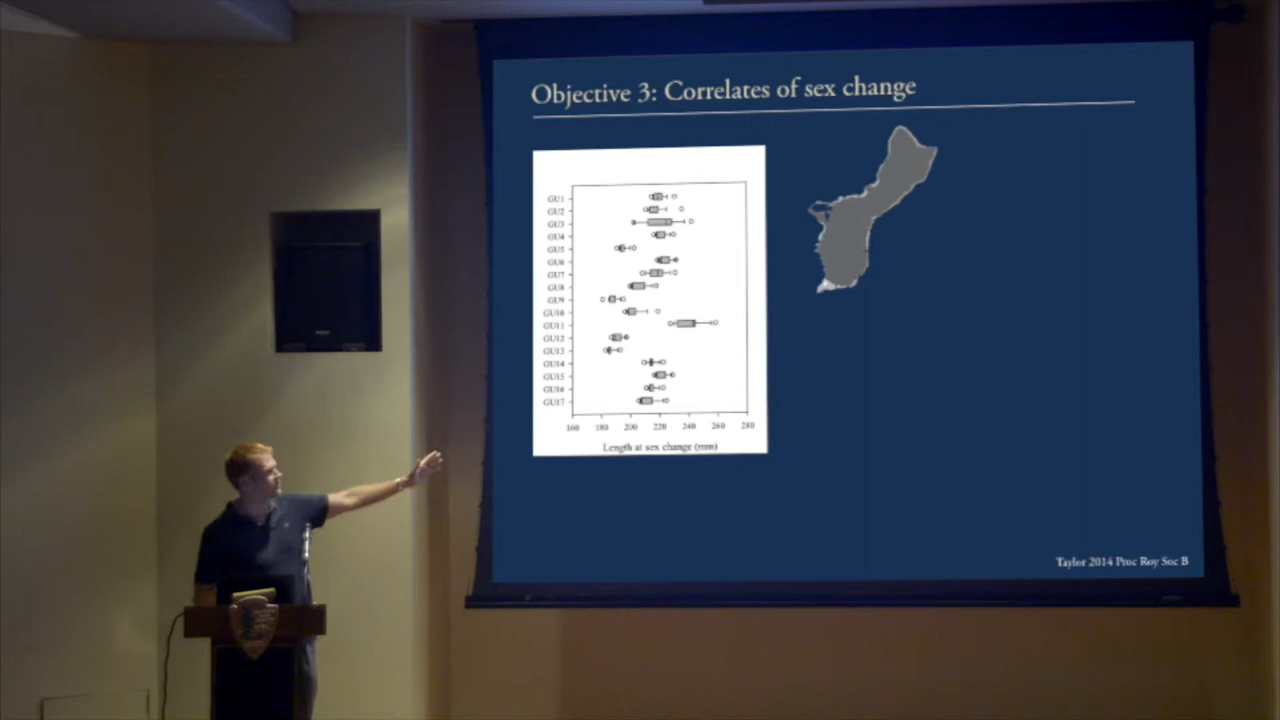 Objective 3: Correlates of sex change
GU1
GU2
GU3
GU4
GU5
GU6
GU7
GU8
GU9
GU10
GU11
GU12
GU13
GU14
GU15
GU16
GU17
160 180 200 220 240 260 280
Length at sex change (mm)
Taylor 2014 Proc Roy Soc B